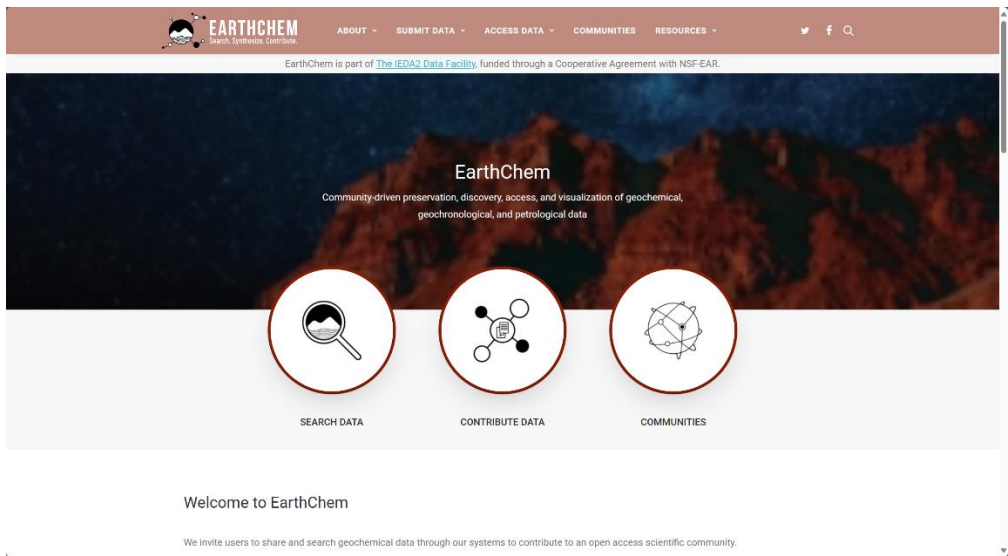 EARTHCHEM
Search. Synthesize. Contribute.
ABOUT SUBMIT DATA ACCESS DATA COMMUNITIES RESOURCES
EarthChem is part of The IEDA2 Data Facility, funded through a Cooperative Agreement with NSF-EAR.
EarthChem
Community-driven preservation, discovery, access, and visualization of geochemical,
geochronological, and petrological data
SEARCH DATA CONTRIBUTE DATA COMMUNITIES
Welcome to EarthChem
We invite users to share and search geochemical data through our systems to contribute to an open access scientific community.